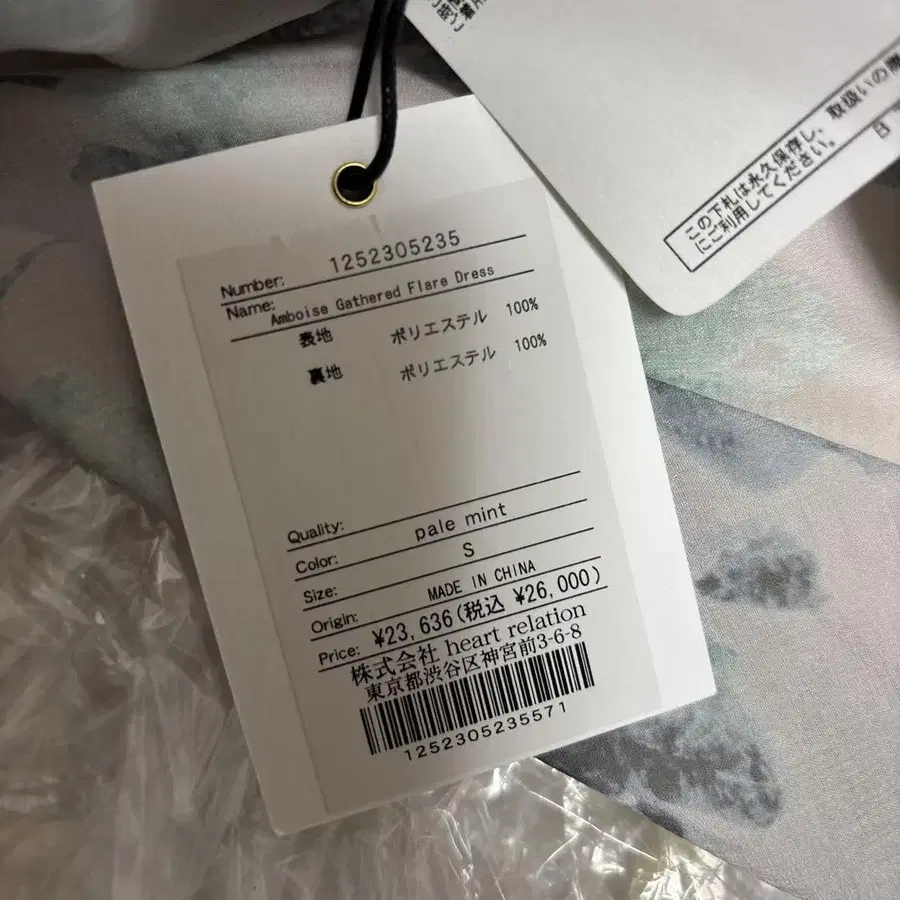 この下札は永久保存し、取扱いの際
にご利用してください。
Number: 1252305235
Name: Amboise Gathered Flare Dress
表地 ポリエステル 100%
裏地 ポリエステル 100%
Quality:
Color: pale mint
Size: S
Origin: MADE IN CHINA
Price: ¥23,636(税込 ¥26,000)
株式会社 heart relation
東京都渋谷区神宮前3-6-8
1252305235571